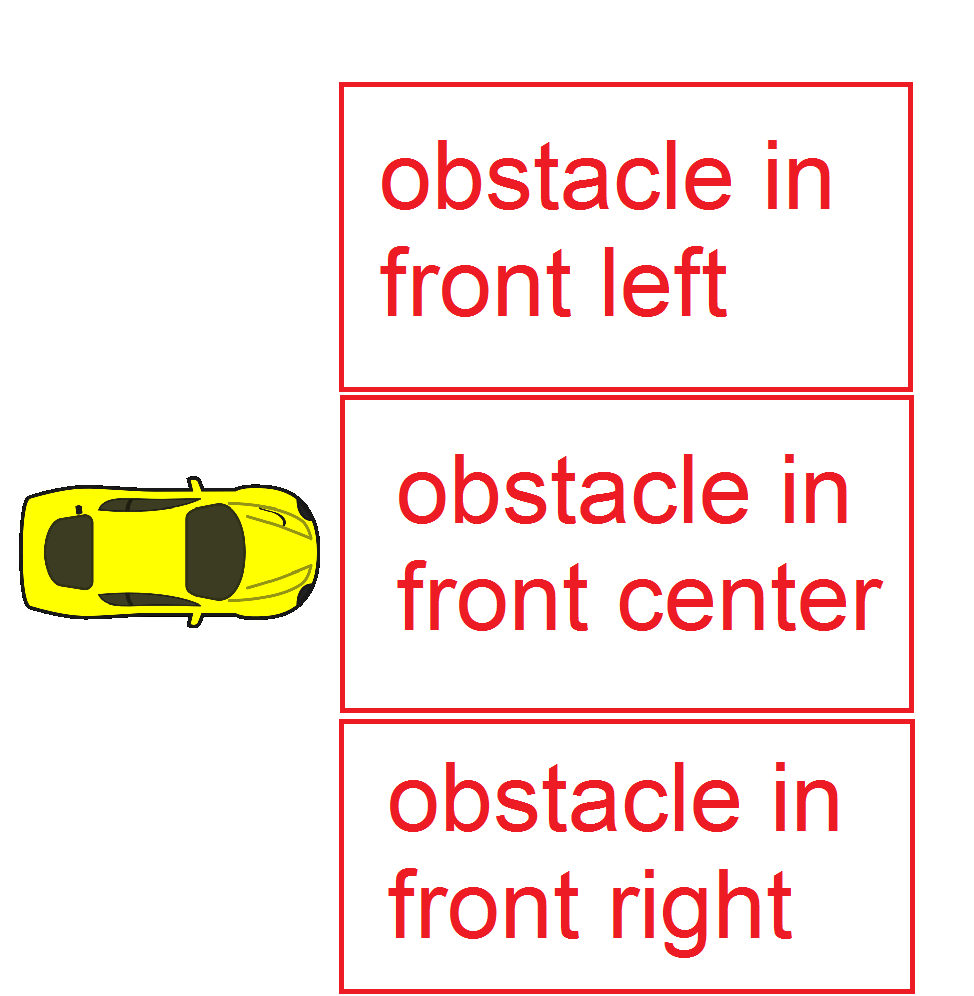 obstacle in
front left
obstacle in
front center
obstacle in
front right